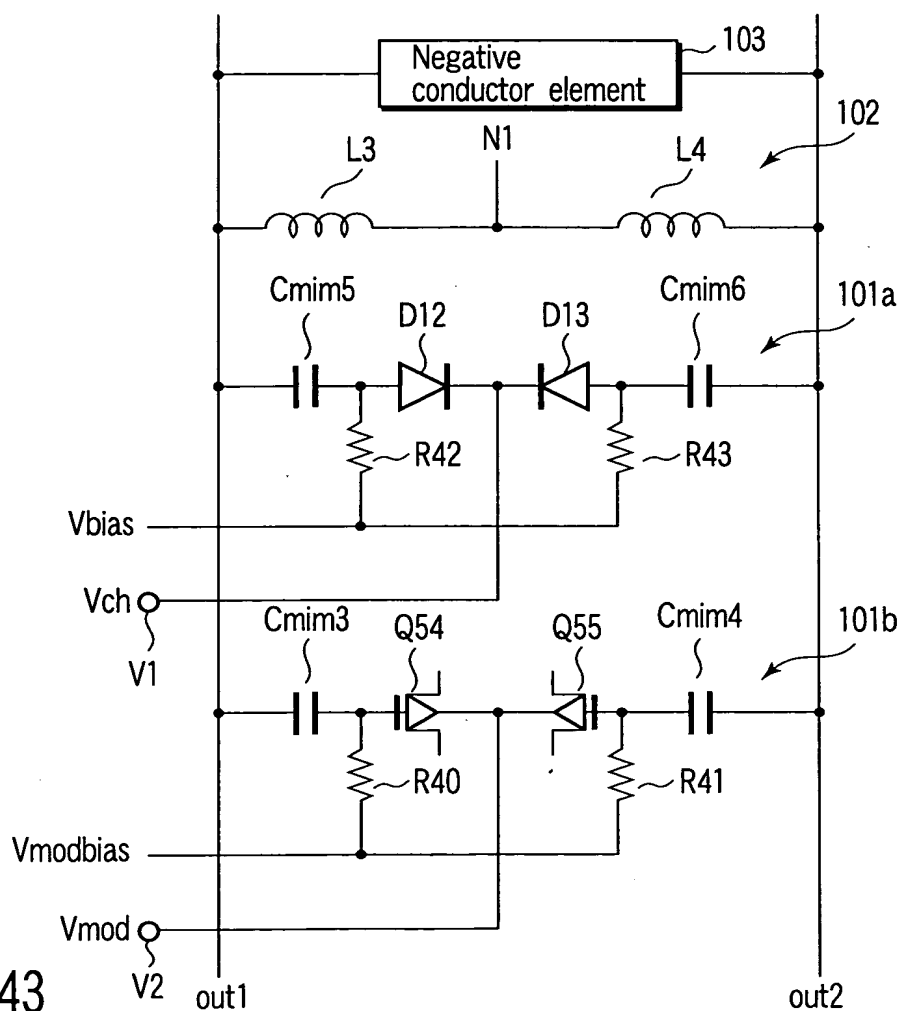 103
Negative
conductor element
102
N1
L3
L4
Cmim5
Cmim6
101a
D12
D13
R42
R43
Vbias
Vch
V1
Cmim3
Q54
Q55
Cmim4
101b
R40
R41
Vmodbias
Vmod
V2
43
out1
out2